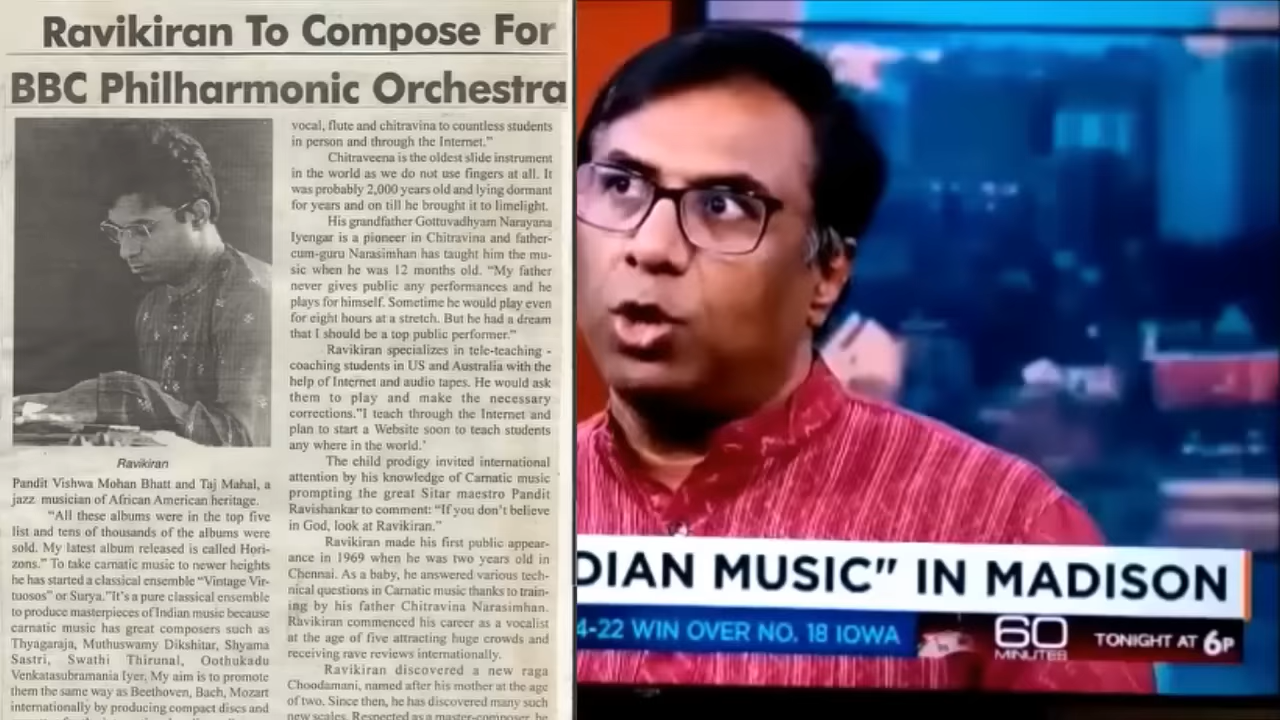 Ravikiran To Compose For
BBC Philharmonic Orchestra
Ravikiran
Pandit Vishwa Mohan Bhatt and Taj Mahal, a
jazz musician of African American heritage.
"All these albums were in the top five
list and tens of thousands of the albums were
sold. My latest album released is called Hori-
zons." To take carnatic music to newer heights
he has started a classical ensemble "Vintage Vir-
tuosos" or Surya."It's a pure classical ensemble
to produce masterpieces of Indian music because
carnatic music has great composers such as
Thyagaraja, Muthuswamy Dikshitar, Shyama
Sastri, Swathi Thirunal, Oothukadu
Venkatasubramania Iyer. My aim is to promote
them the same way as Beethoven, Bach, Mozart
internationally by producing compact discs and
vocal, flute and chitravina to countless students
in person and through the Internet."
Chitraveena is the oldest slide instrument
in the world as we do not use fingers at all. It
was probably 2,000 years old and lying dormant
for years and on till he brought it to limelight.
His grandfather Gottuvadhyam Narayana
Iyengar is a pioneer in Chitravina and father-
cum-guru Narasimhan has taught him the mu-
sic when he was 12 months old. "My father
never gives public any performances and he
plays for himself. Sometime he would play even
for eight hours at a stretch. But he had a dream
that I should be a top public performer."
Ravikiran specializes in tele-teaching -
coaching students in US and Australia with the
help of Internet and audio tapes. He would ask
them to play and make the necessary
corrections."I teach through the Internet and
plan to start a Website soon to teach students
any where in the world.'
The child prodigy invited international
attention by his knowledge of Carnatic music
prompting the great Sitar maestro Pandit
Ravishankar to comment: "If you don't believe
in God, look at Ravikiran."
Ravikiran made his first public appear-
ance in 1969 when he was two years old in
Chennai. As a baby, he answered various tech-
nical questions in Carnatic music thanks to train-
ing by his father Chitravina Narasimhan.
Ravikiran commenced his career as a vocalist
at the age of five attracting huge crowds and
receiving rave reviews internationally.
Ravikiran discovered a new raga
Choodamani, named after his mother at the age
of two. Since then, he has discovered many such
new scales. Respected as a master-composer, he
DIAN MUSIC" IN MADISON
4-22 WIN OVER NO. 18 IOWA
60
MINUTES
TONIGHT AT 6P